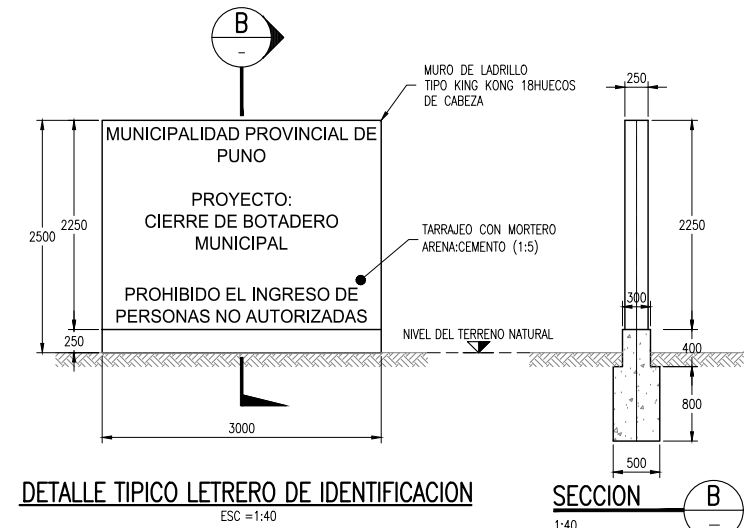 B
-
MURO DE LADRILLO
TIPO KING KONG 18HUECOS
DE CABEZA
250
MUNICIPALIDAD PROVINCIAL DE
PUNO
PROYECTO:
CIERRE DE BOTADERO
MUNICIPAL
PROHIBIDO EL INGRESO DE
PERSONAS NO AUTORIZADAS
2500
2250
250
TARRAJEO CON MORTERO
ARENA:CEMENTO (1:5)
NIVEL DEL TERRENO NATURAL
3000
2250
300
400
800
500
DETALLE TIPICO LETRERO DE IDENTIFICACION
ESC =1:40
SECCION
1:40
B
-